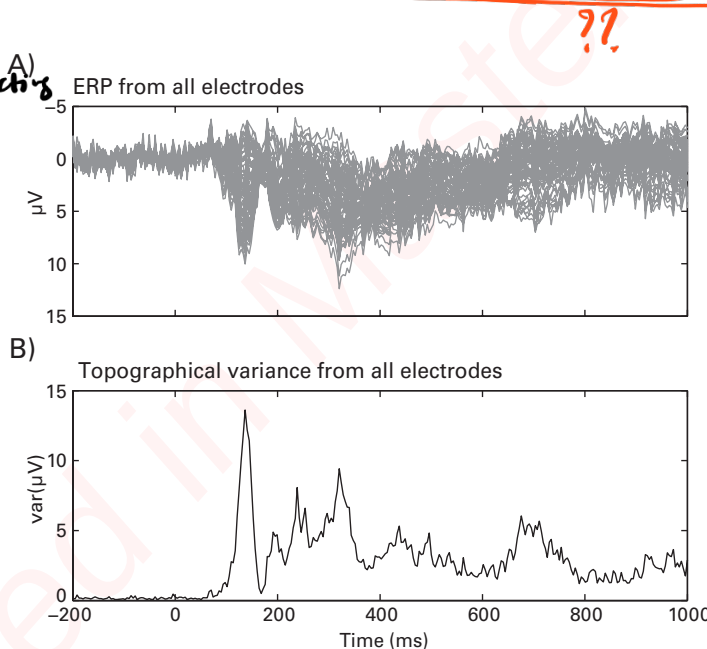 ??
A)
ERP from all electrodes
−5
0
5
10
15
µV
B)
Topographical variance from all electrodes
15
10
5
0
var(µV)
−200 0 200 400 600 800 1000
Time (ms)